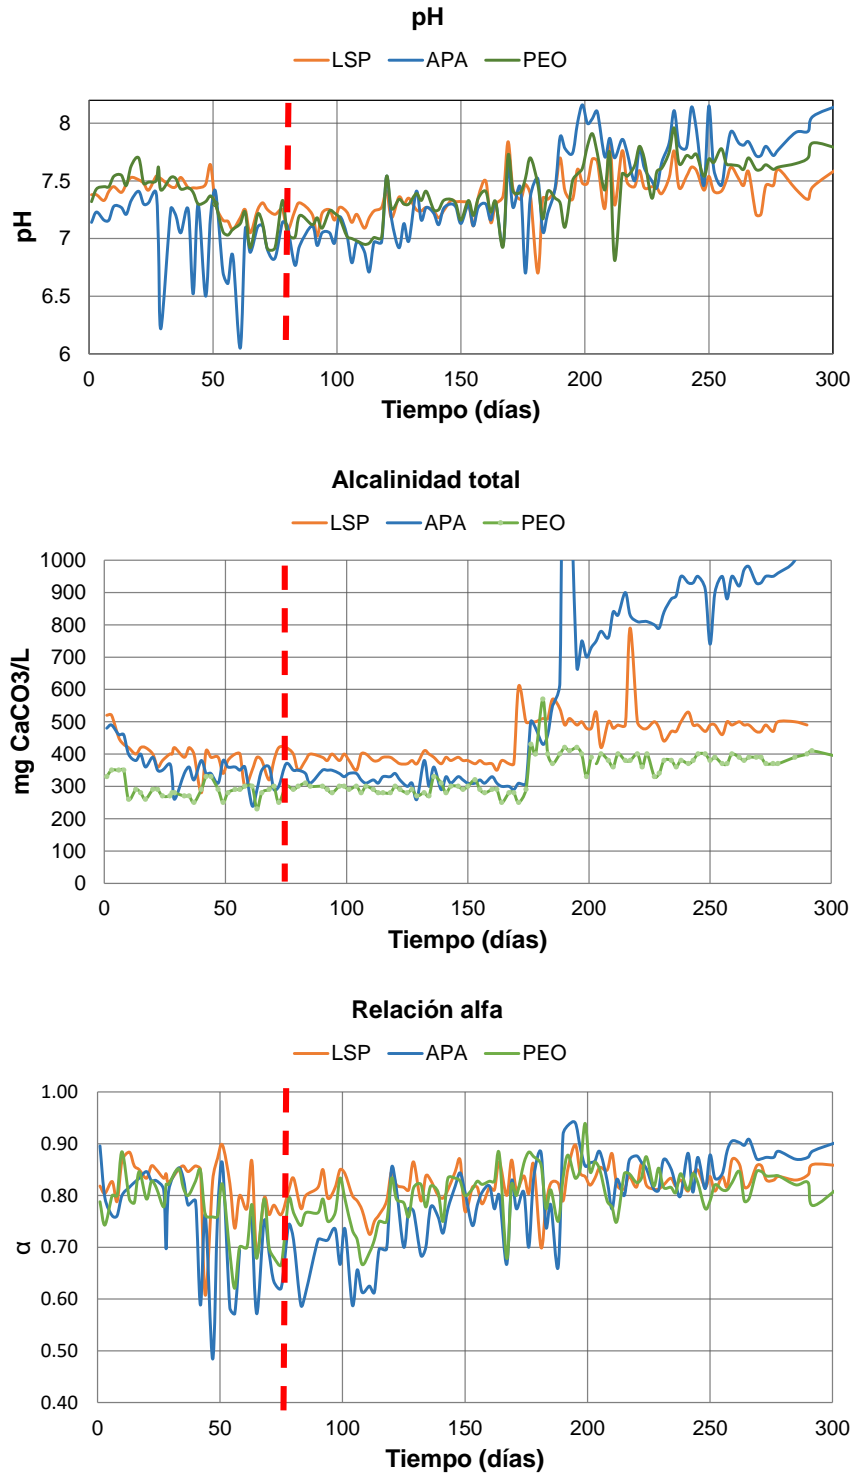 pH
LSP APA PEO
8
7.5
7
6.5
6
pH
0 50 100 150 200 250 300
Tiempo (días)
Alcalinidad total
LSP APA PEO
1000
900
800
700
600
500
400
300
200
100
0
mg CaCO3/L
0 50 100 150 200 250 300
Tiempo (días)
Relación alfa
LSP APA PEO
1.00
0.90
0.80
0.70
0.60
0.50
0.40
α
0 50 100 150 200 250 300
Tiempo (días)